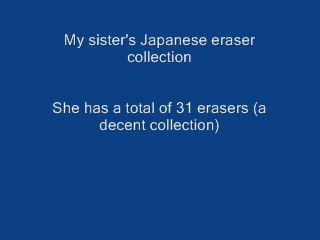 My sister's Japanese eraser
collection
She has a total of 31 erasers (a
decent collection)